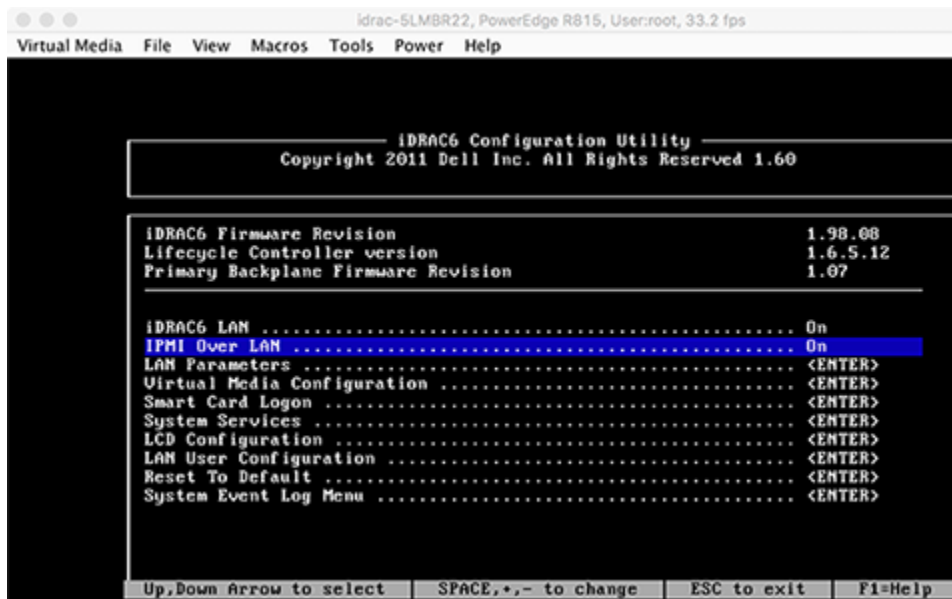 idrac-5LMBR22, PowerEdge R815, User:root, 33.2 fps
Virtual Media File View Macros Tools Power Help
iDRAC6 Configuration Utility
Copyright 2011 Dell Inc. All Rights Reserved 1.60
iDRAC6 Firmware Revision 1.98.08
Lifecycle Controller version 1.6.5.12
Primary Backplane Firmware Revision 1.07
iDRAC6 LAN ................................................... On
IPMI Over LAN ................................................ On
LAN Parameters ............................................... <ENTER>
Virtual Media Configuration .................................. <ENTER>
Smart Card Logon ............................................. <ENTER>
System Services .............................................. <ENTER>
LCD Configuration ............................................ <ENTER>
LAN User Configuration ....................................... <ENTER>
Reset To Default ............................................. <ENTER>
System Event Log Menu ........................................ <ENTER>
Up,Down Arrow to select SPACE,+,- to change ESC to exit F1=Help